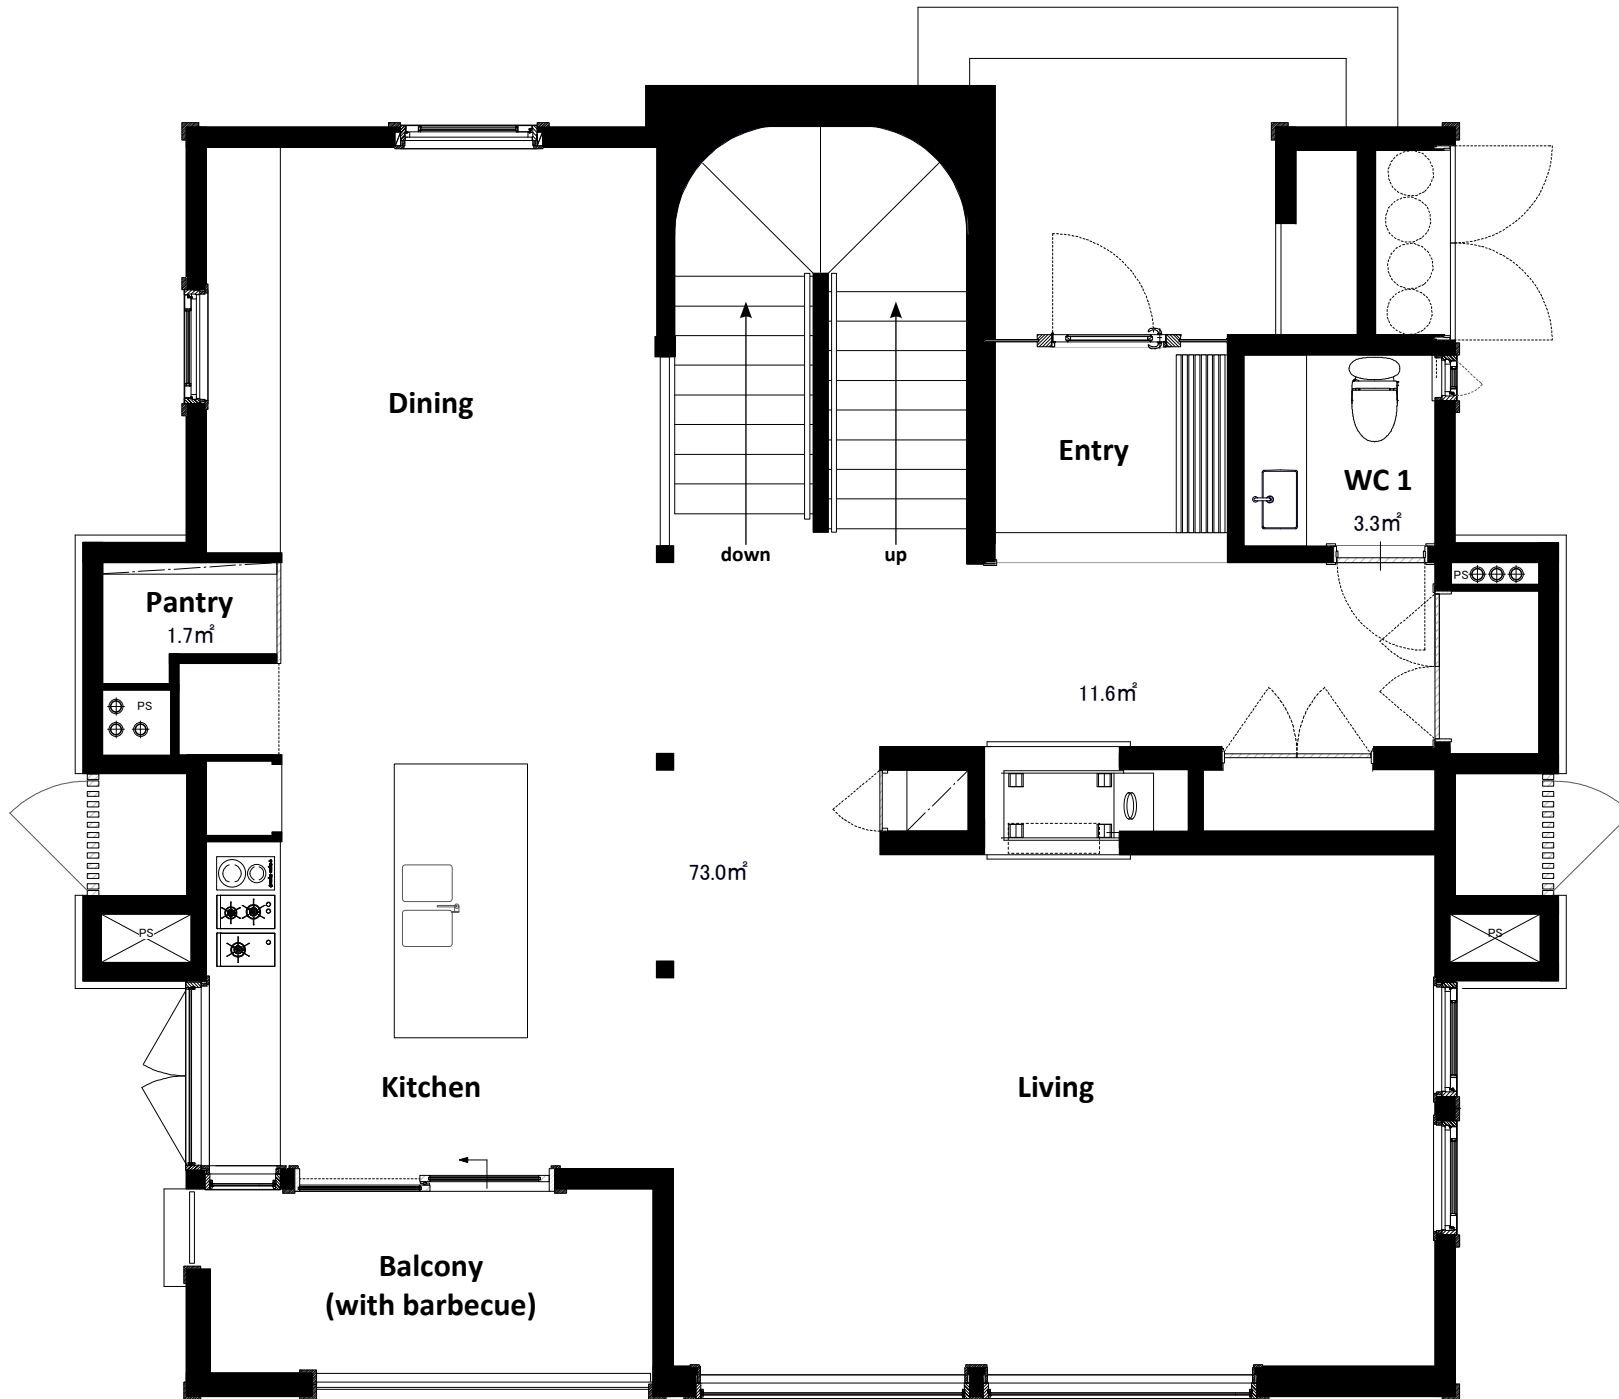 Dining
Entry
WC 1
3.3㎡
down
up
PS
Pantry
1.7㎡
PS
11.6㎡
73.0㎡
PS
PS
Kitchen
Living
Balcony
(with barbecue)